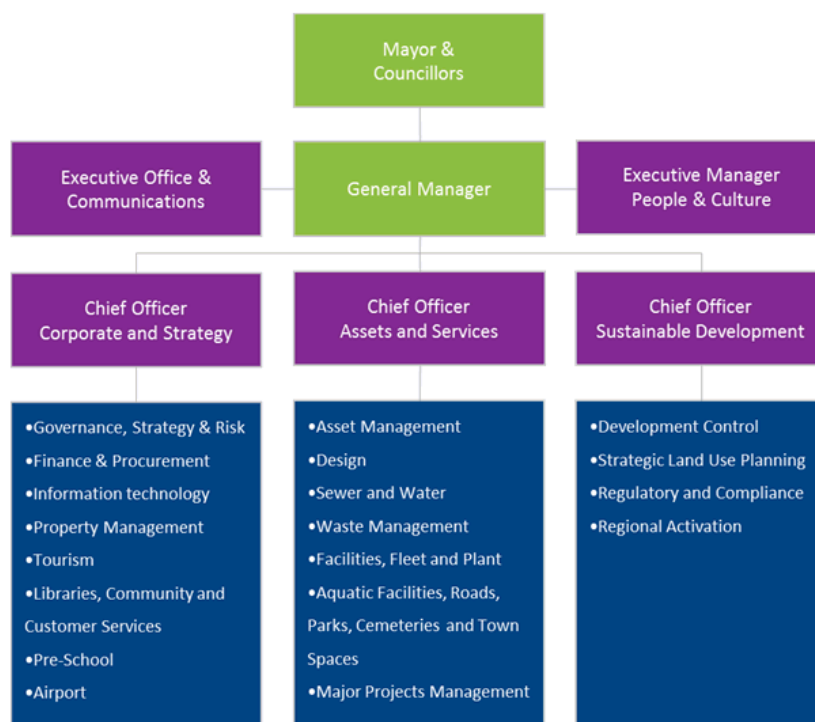 Mayor &
Councillors
Executive Office &
Communications
General Manager
Executive Manager
People & Culture
Chief Officer
Corporate and Strategy
Chief Officer
Assets and Services
Chief Officer
Sustainable Development
•Governance, Strategy & Risk
•Finance & Procurement
•Information technology
•Property Management
•Tourism
•Libraries, Community and
Customer Services
•Pre-School
•Airport
•Asset Management
•Design
•Sewer and Water
•Waste Management
•Facilities, Fleet and Plant
•Aquatic Facilities, Roads,
Parks, Cemeteries and Town
Spaces
•Major Projects Management
•Development Control
•Strategic Land Use Planning
•Regulatory and Compliance
•Regional Activation